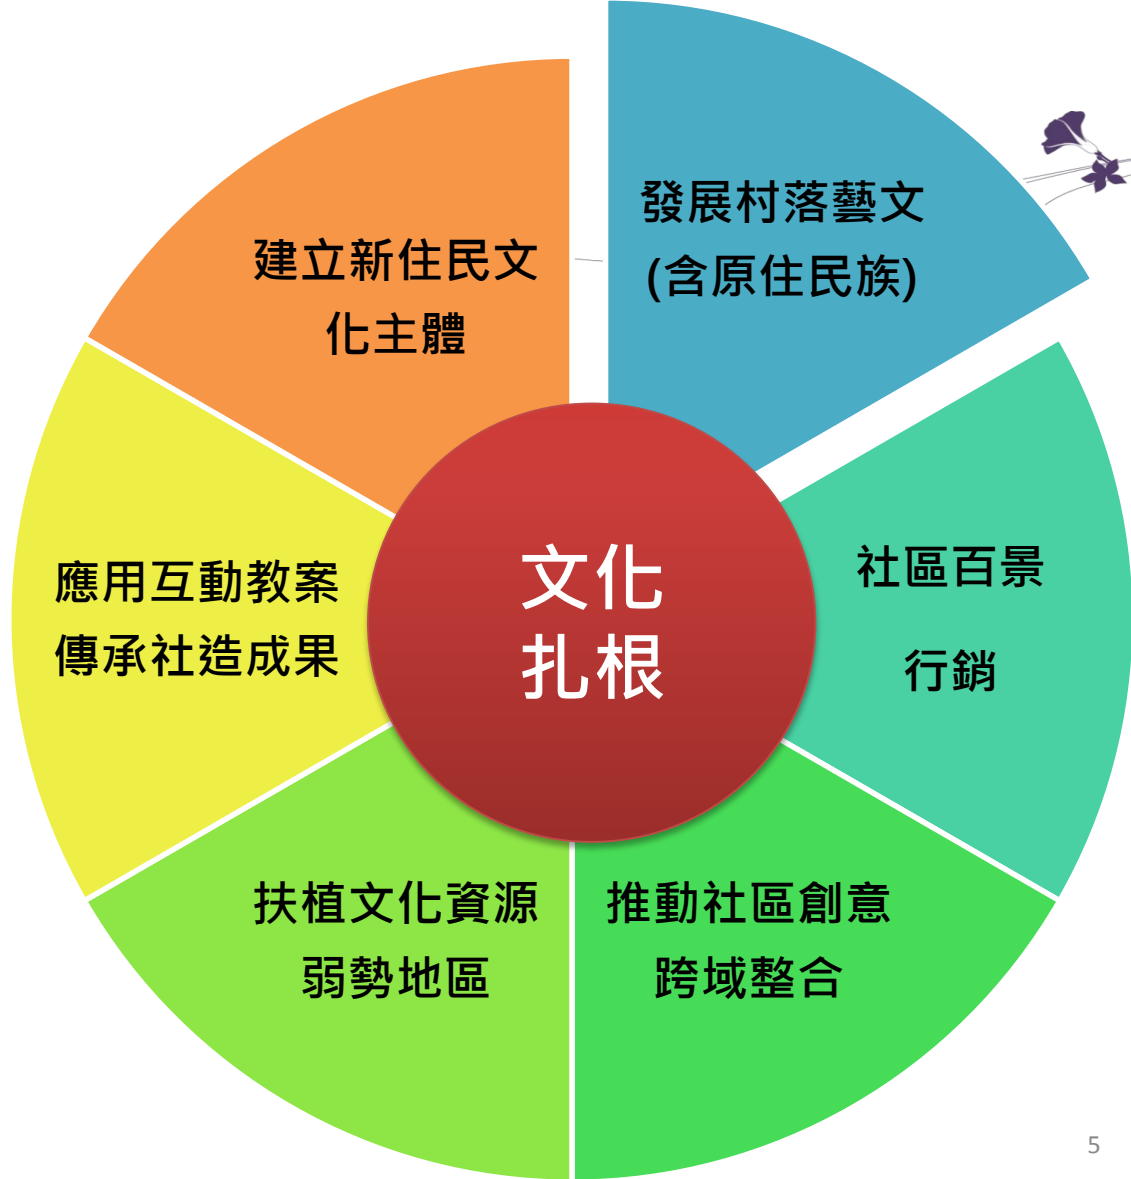 發展村落藝文
(含原住民族)
建立新住民文
化主體
文化
扎根
社區百景
行銷
應用互動教案
傳承社造成果
扶植文化資源
弱勢地區
推動社區創意
跨域整合
5